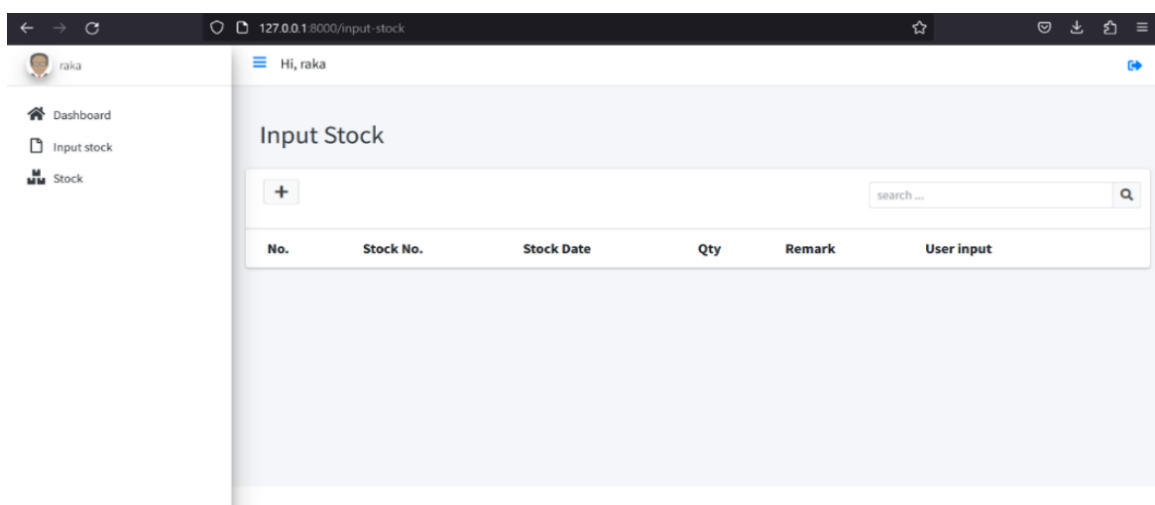 127.0.0.1:8000/input-stock
raka
Hi, raka
Dashboard
Input stock
Stock
Input Stock
search ...
No. Stock No. Stock Date Qty Remark User input